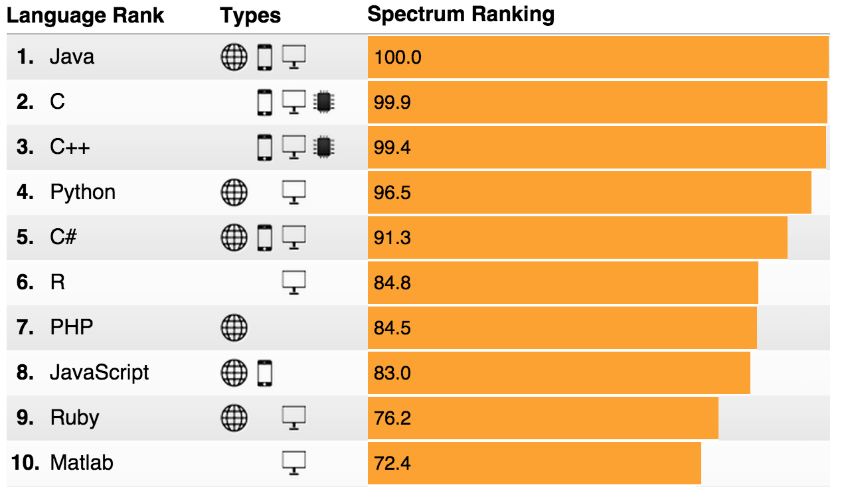 Language Rank Types Spectrum Ranking
1. Java 100.0
2. C 99.9
3. C++ 99.4
4. Python 96.5
5. C# 91.3
6. R 84.8
7. PHP 84.5
8. JavaScript 83.0
9. Ruby 76.2
10. Matlab 72.4